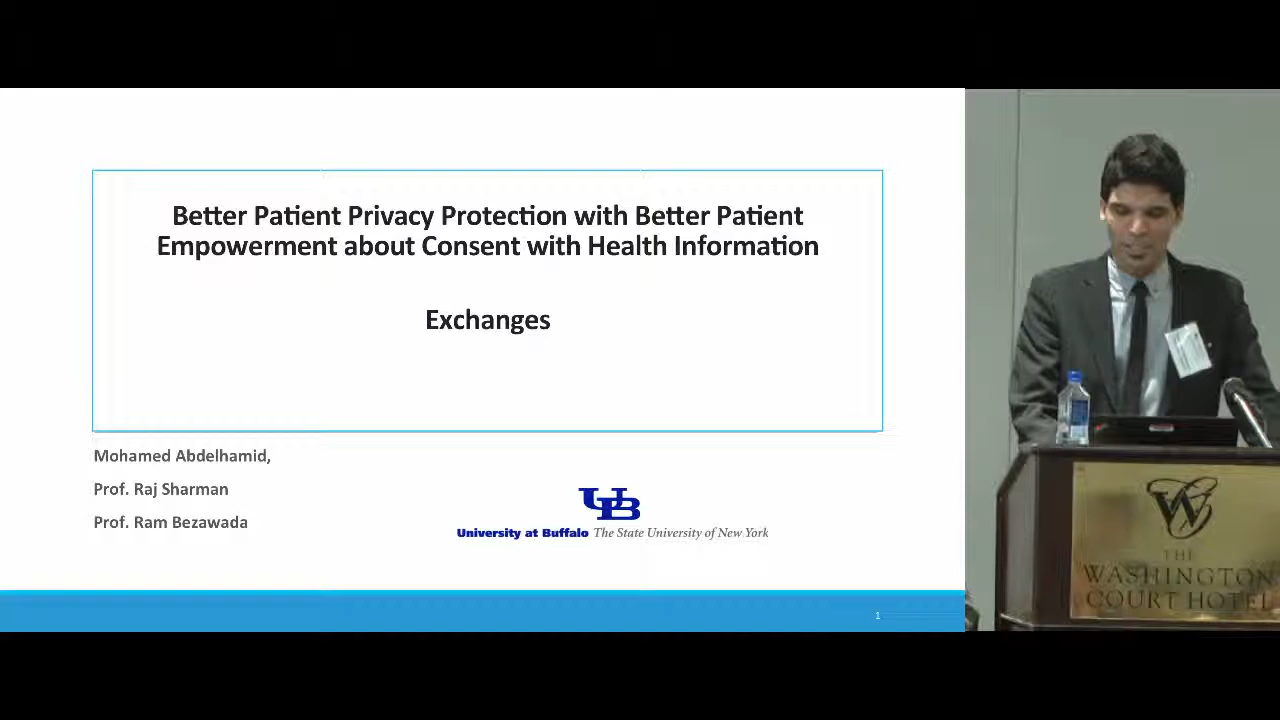 Better Patient Privacy Protection with Better Patient
Empowerment about Consent with Health Information
Exchanges
Mohamed Abdelhamid,
Prof. Raj Sharman
Prof. Ram Bezawada
UB
University at Buffalo The State University of New York
1
W
THE
WASHINGTON
COURT HOTEL